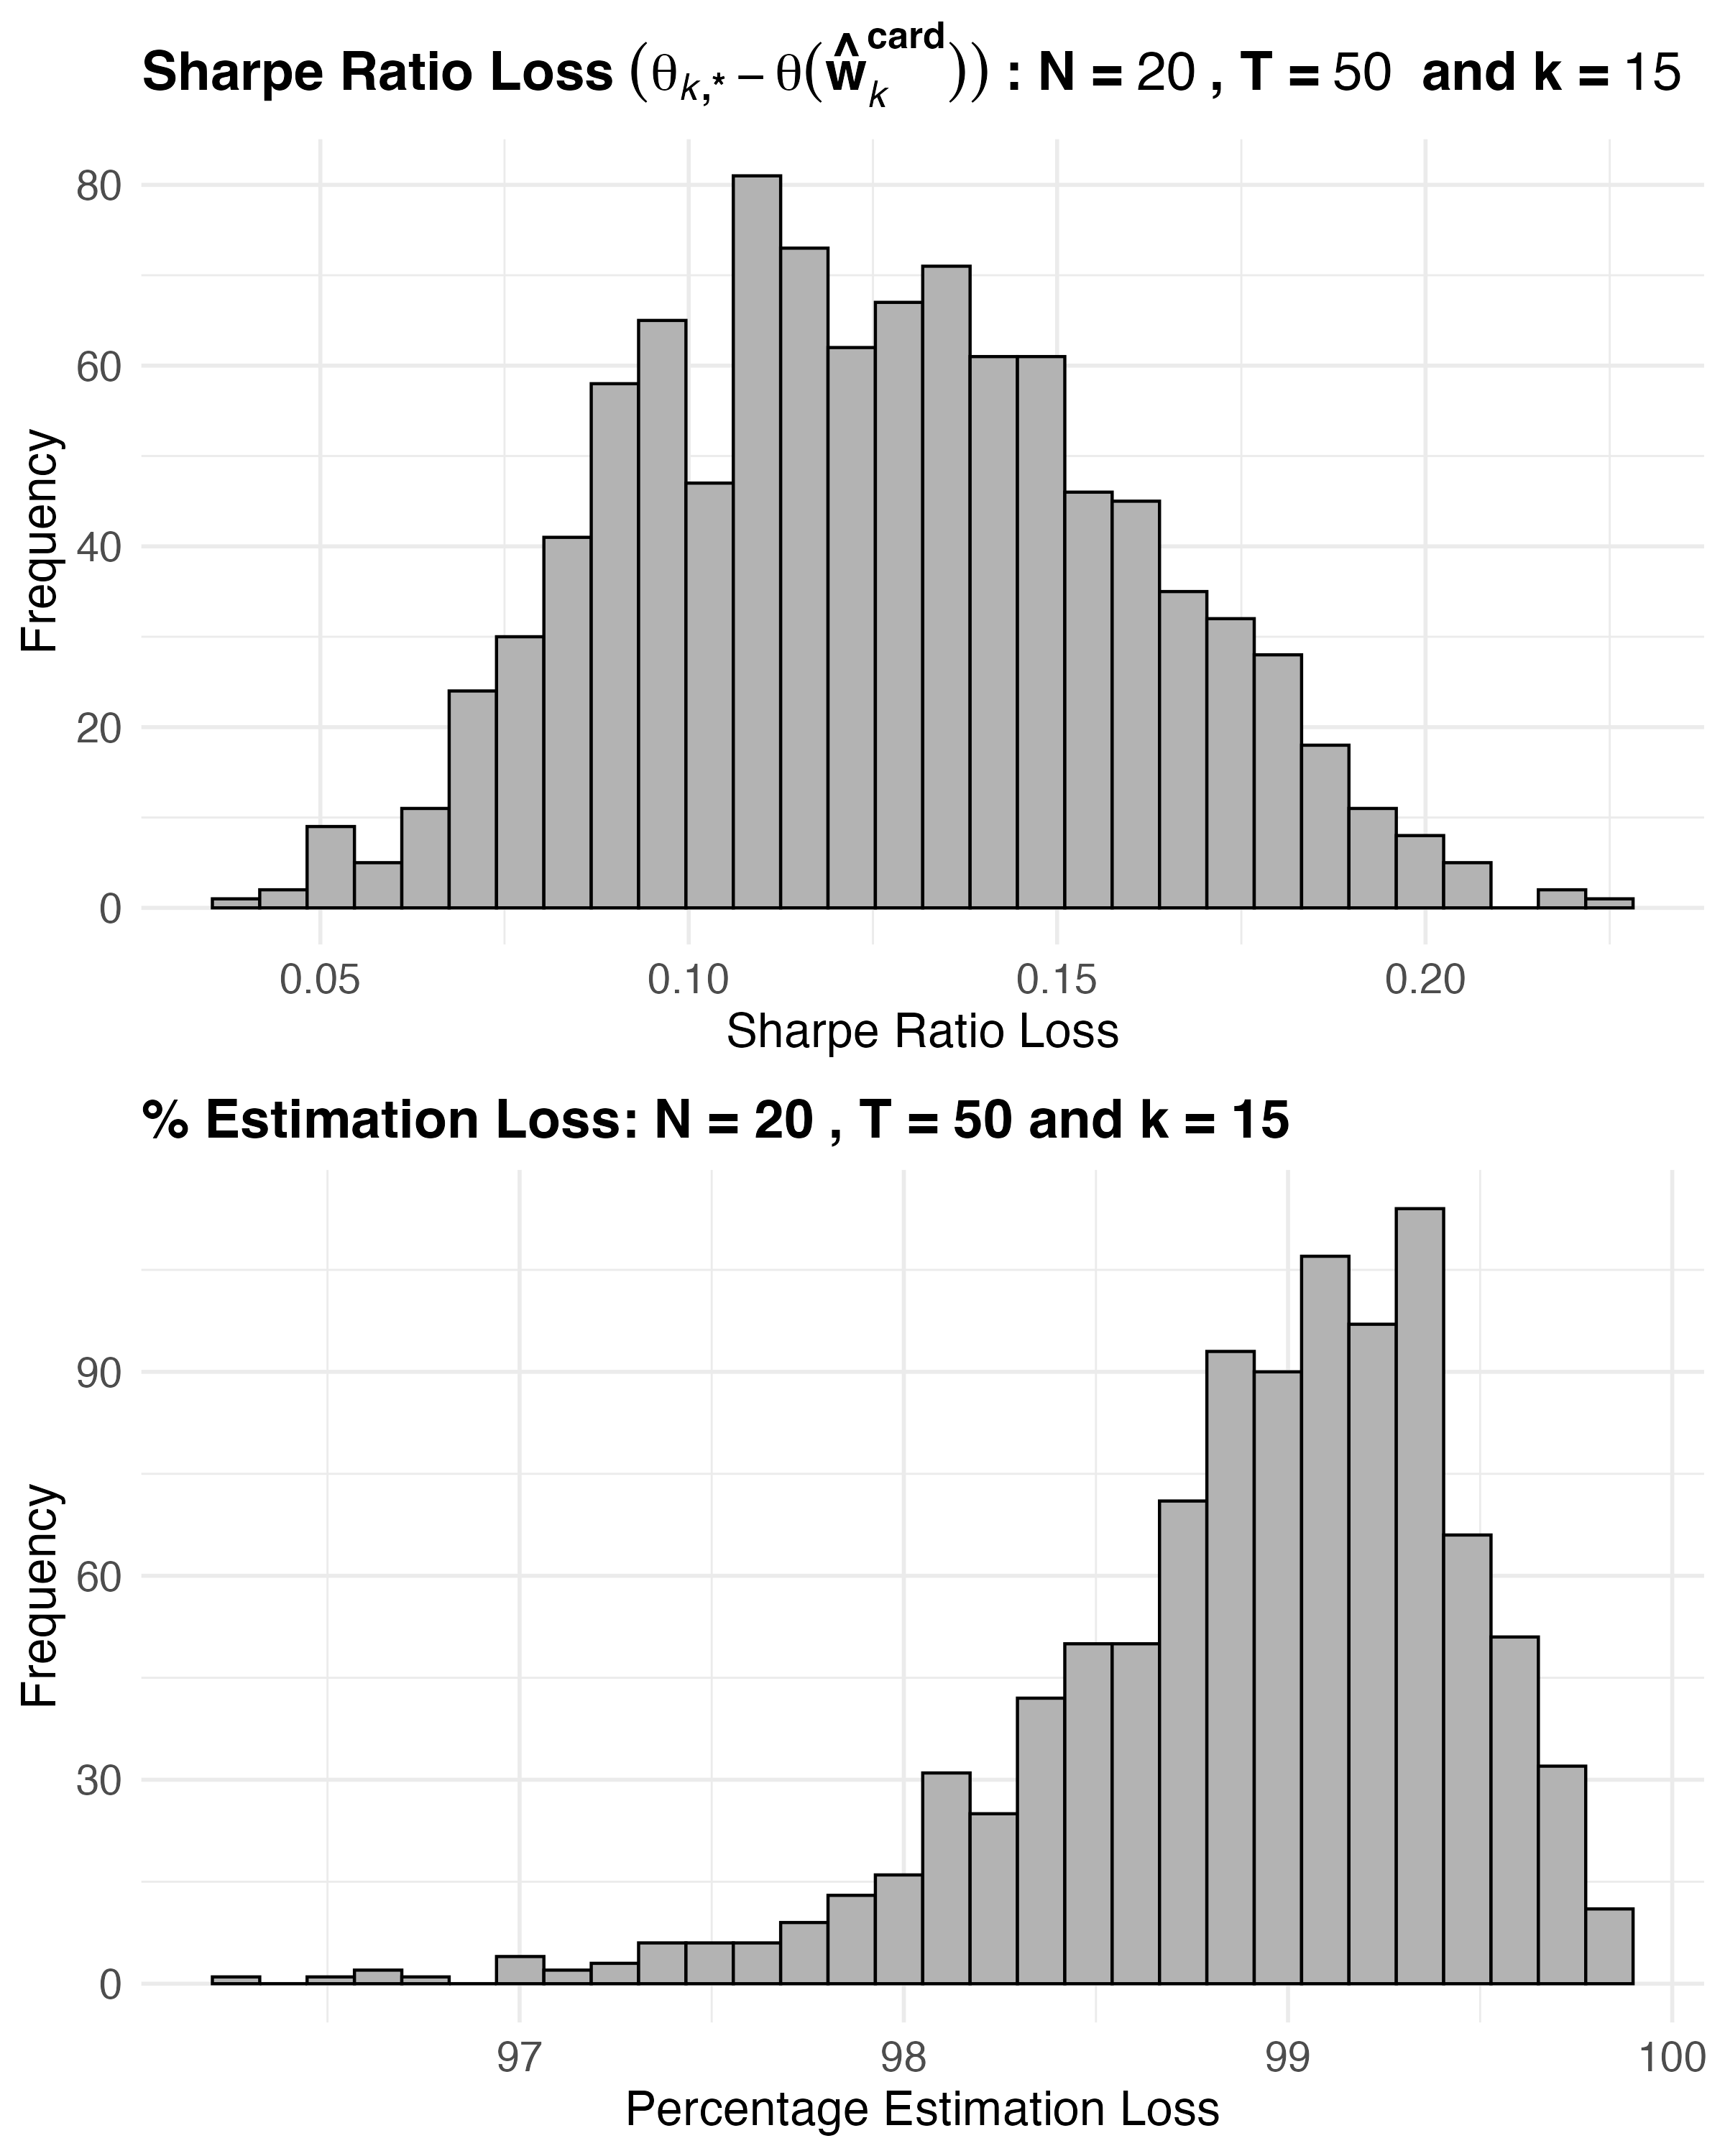 Sharpe Ratio Loss (θk,* − θ(ŵk^card)) : N = 20 , T = 50 and k = 15
Frequency
80
60
40
20
0
0.05 0.10 0.15 0.20
Sharpe Ratio Loss
% Estimation Loss: N = 20 , T = 50 and k = 15
Frequency
90
60
30
0
97 98 99 100
Percentage Estimation Loss